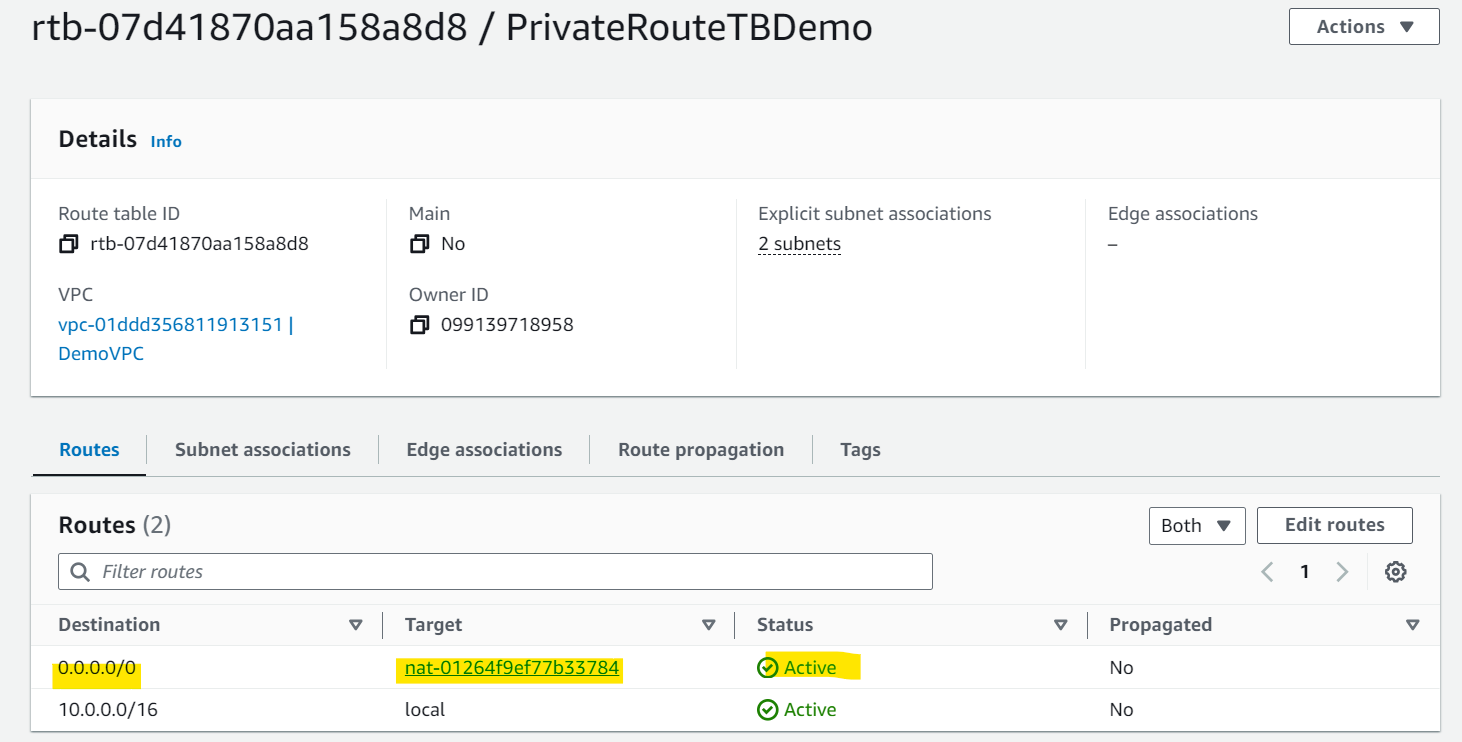 rtb-07d41870aa158a8d8 / PrivateRouteTBDemo
Actions
Details Info
Route table ID
rtb-07d41870aa158a8d8
Main
No
Explicit subnet associations
2 subnets
Edge associations
–
VPC
vpc-01ddd356811913151 |
DemoVPC
Owner ID
099139718958
Routes Subnet associations Edge associations Route propagation Tags
Routes (2)
Both Edit routes
Filter routes
1
Destination Target Status Propagated
0.0.0.0/0 nat-01264f9ef77b33784 Active No
10.0.0.0/16 local Active No